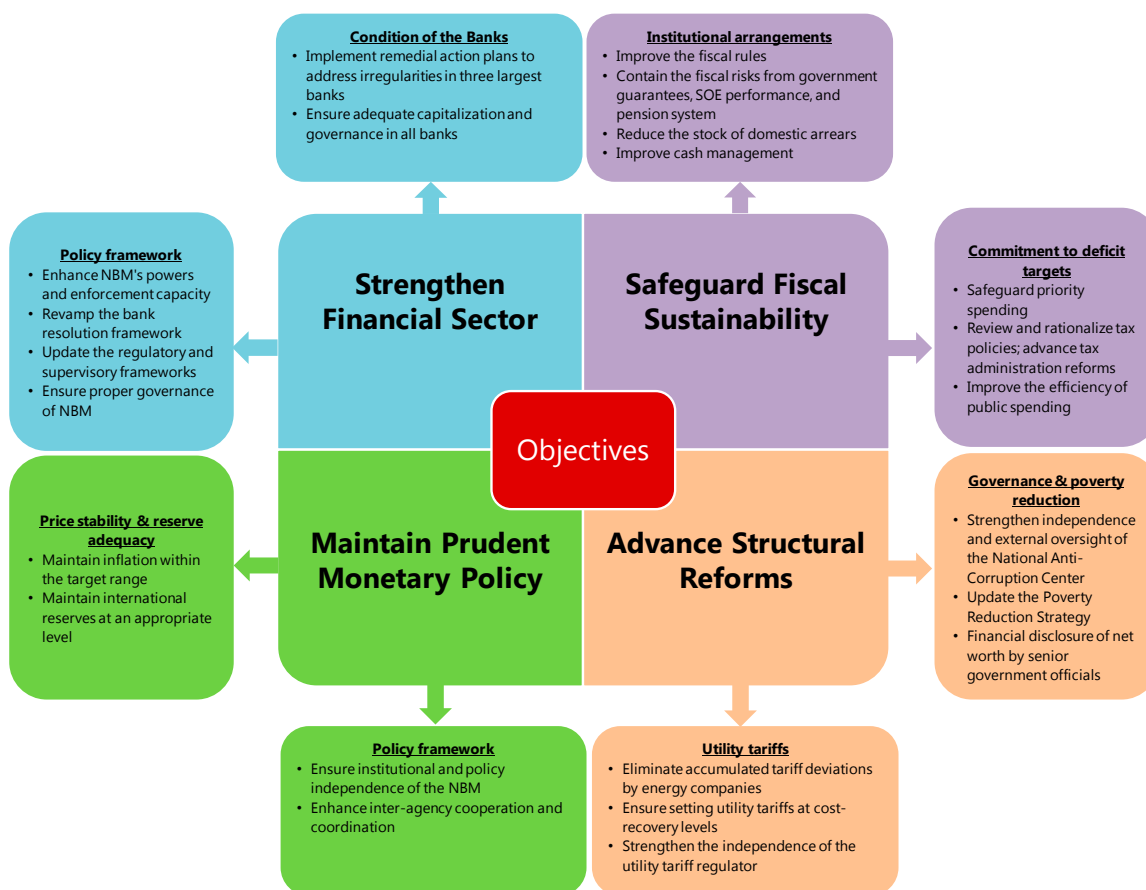 Condition of the Banks
• Implement remedial action plans to
address irregularities in three largest
banks
• Ensure adequate capitalization and
governance in all banks
Institutional arrangements
• Improve the fiscal rules
• Contain the fiscal risks from government
guarantees, SOE performance, and
pension system
• Reduce the stock of domestic arrears
• Improve cash management
Policy framework
• Enhance NBM's powers
and enforcement capacity
• Revamp the bank
resolution framework
• Update the regulatory and
supervisory frameworks
• Ensure proper governance
of NBM
Strengthen
Financial Sector
Safeguard Fiscal
Sustainability
Commitment to deficit
targets
• Safeguard priority
spending
• Review and rationalize tax
policies; advance tax
administration reforms
• Improve the efficiency of
public spending
Objectives
Price stability & reserve
adequacy
• Maintain inflation within
the target range
• Maintain international
reserves at an appropriate
level
Maintain Prudent
Monetary Policy
Advance Structural
Reforms
Governance & poverty
reduction
• Strengthen independence
and external oversight of
the National Anti-
Corruption Center
• Update the Poverty
Reduction Strategy
• Financial disclosure of net
worth by senior
government officials
Policy framework
• Ensure institutional and policy
independence of the NBM
• Enhance inter-agency cooperation and
coordination
Utility tariffs
• Eliminate accumulated tariff deviations
by energy companies
• Ensure setting utility tariffs at cost-
recovery levels
• Strengthen the independence of the
utility tariff regulator